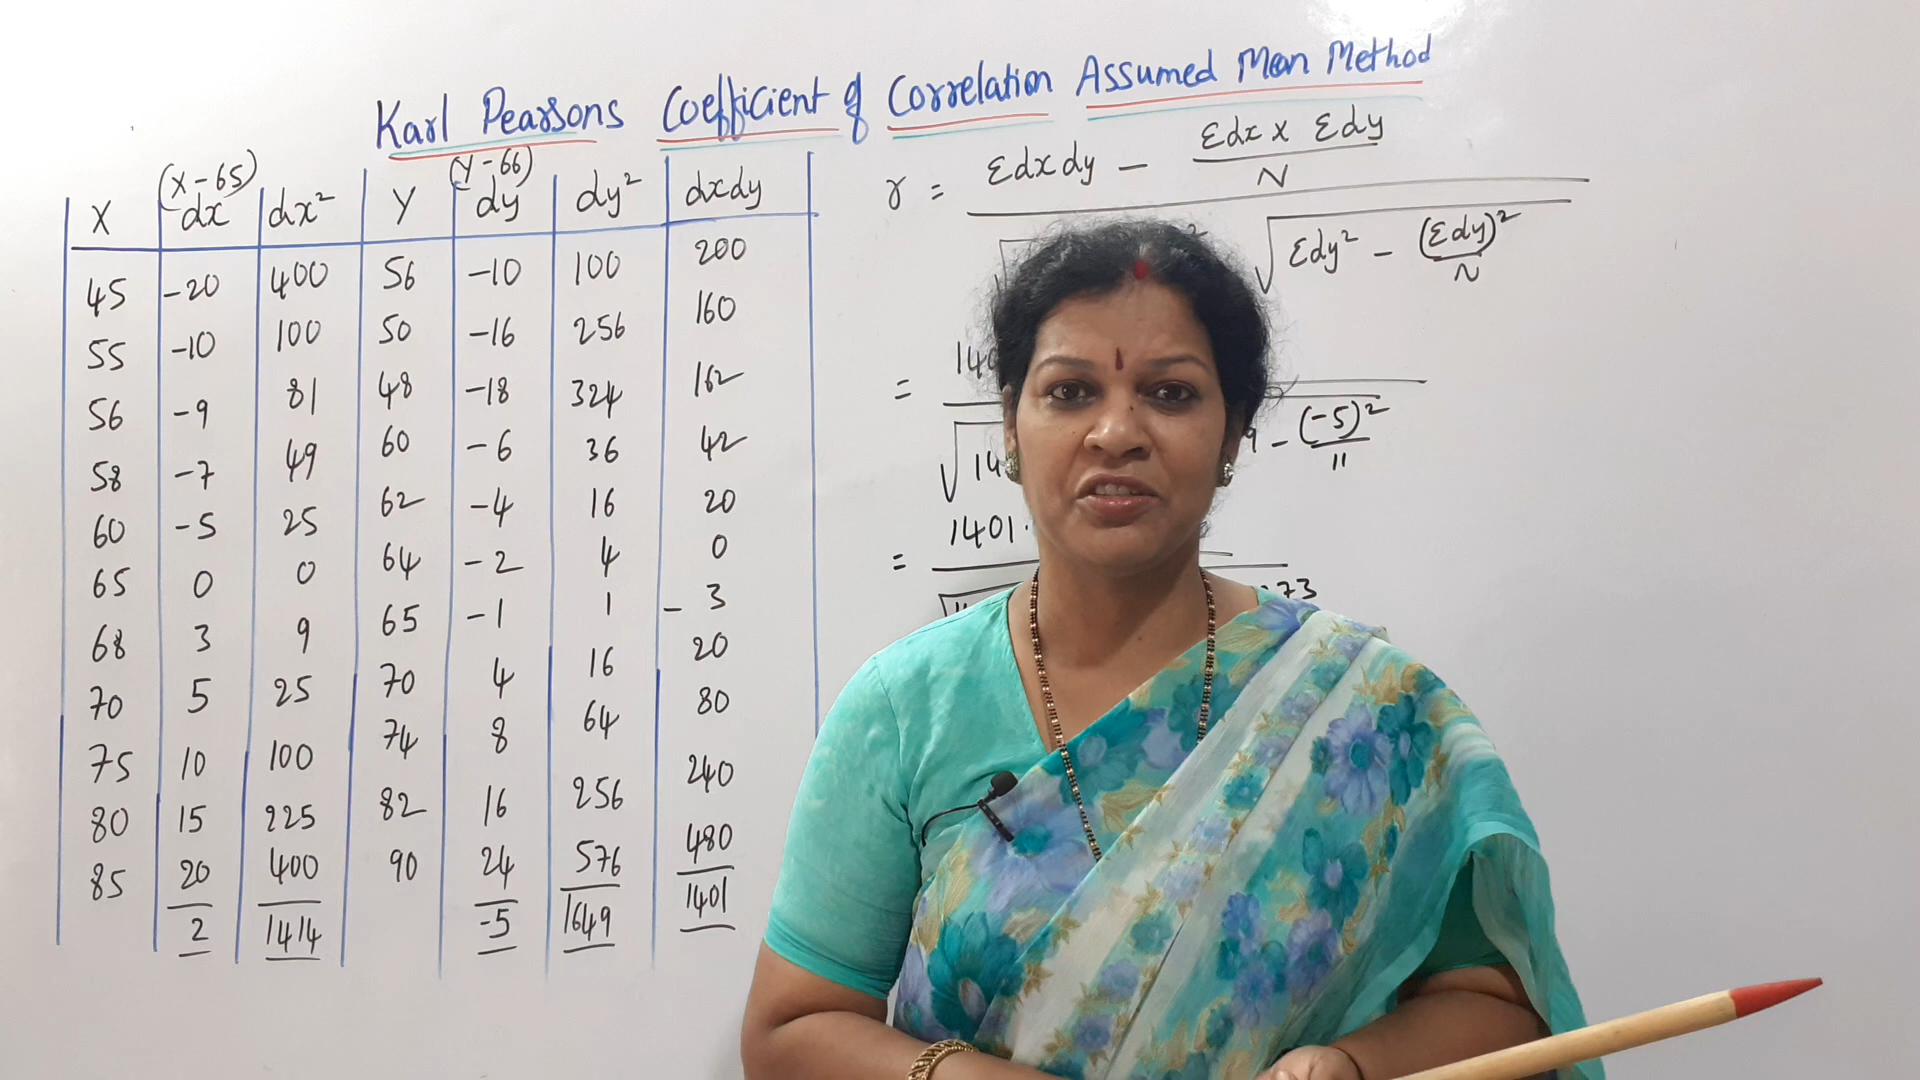 Karl Pearsons Coefficient of Correlation Assumed Mean Method
(X-65) (Y-66)
X dx dx² Y dy dy² dxdy
45 -20 400 56 -10 100 200
55 -10 100 50 -16 256 160
56 -9 81 48 -18 324 162
58 -7 49 60 -6 36 42
60 -5 25 62 -4 16 20
65 0 0 64 -2 4 0
68 3 9 65 -1 1 -3
70 5 25 70 4 16 20
75 10 100 74 8 64 80
80 15 225 82 16 256 240
85 20 400 90 24 576 480
2 1414 -5 1649 1401
Σdx x Σdy
r = Σdxdy - N
√ Σdy² - (Σdy)²
N
=
√ - (-5)²
11
1401.
=
√